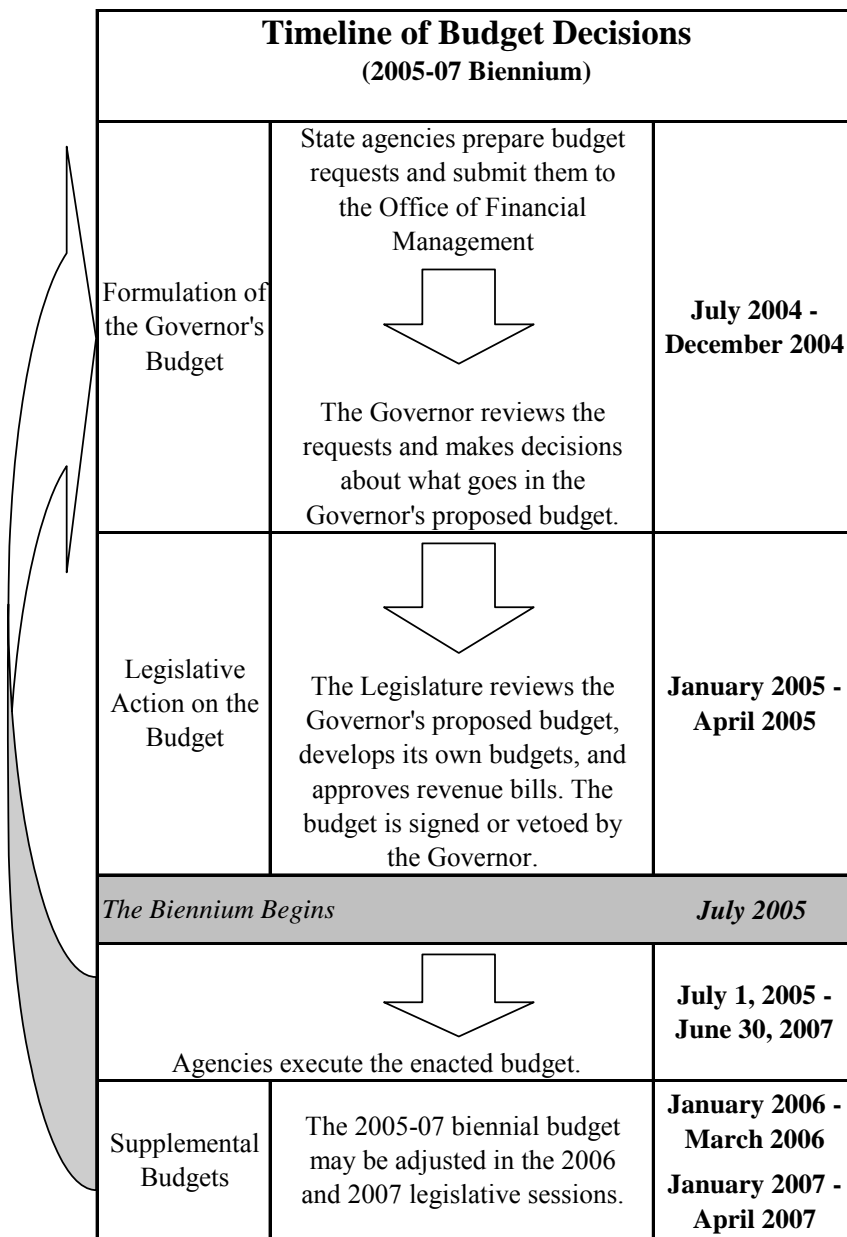 Timeline of Budget Decisions
(2005-07 Biennium)
State agencies prepare budget
requests and submit them to
the Office of Financial
Management
Formulation of
the Governor's
Budget
July 2004 -
December 2004
The Governor reviews the
requests and makes decisions
about what goes in the
Governor's proposed budget.
Legislative
Action on the
Budget
The Legislature reviews the
Governor's proposed budget,
develops its own budgets, and
approves revenue bills. The
budget is signed or vetoed by
the Governor.
January 2005 -
April 2005
The Biennium Begins
July 2005
Agencies execute the enacted budget.
July 1, 2005 -
June 30, 2007
Supplemental
Budgets
The 2005-07 biennial budget
may be adjusted in the 2006
and 2007 legislative sessions.
January 2006 -
March 2006
January 2007 -
April 2007